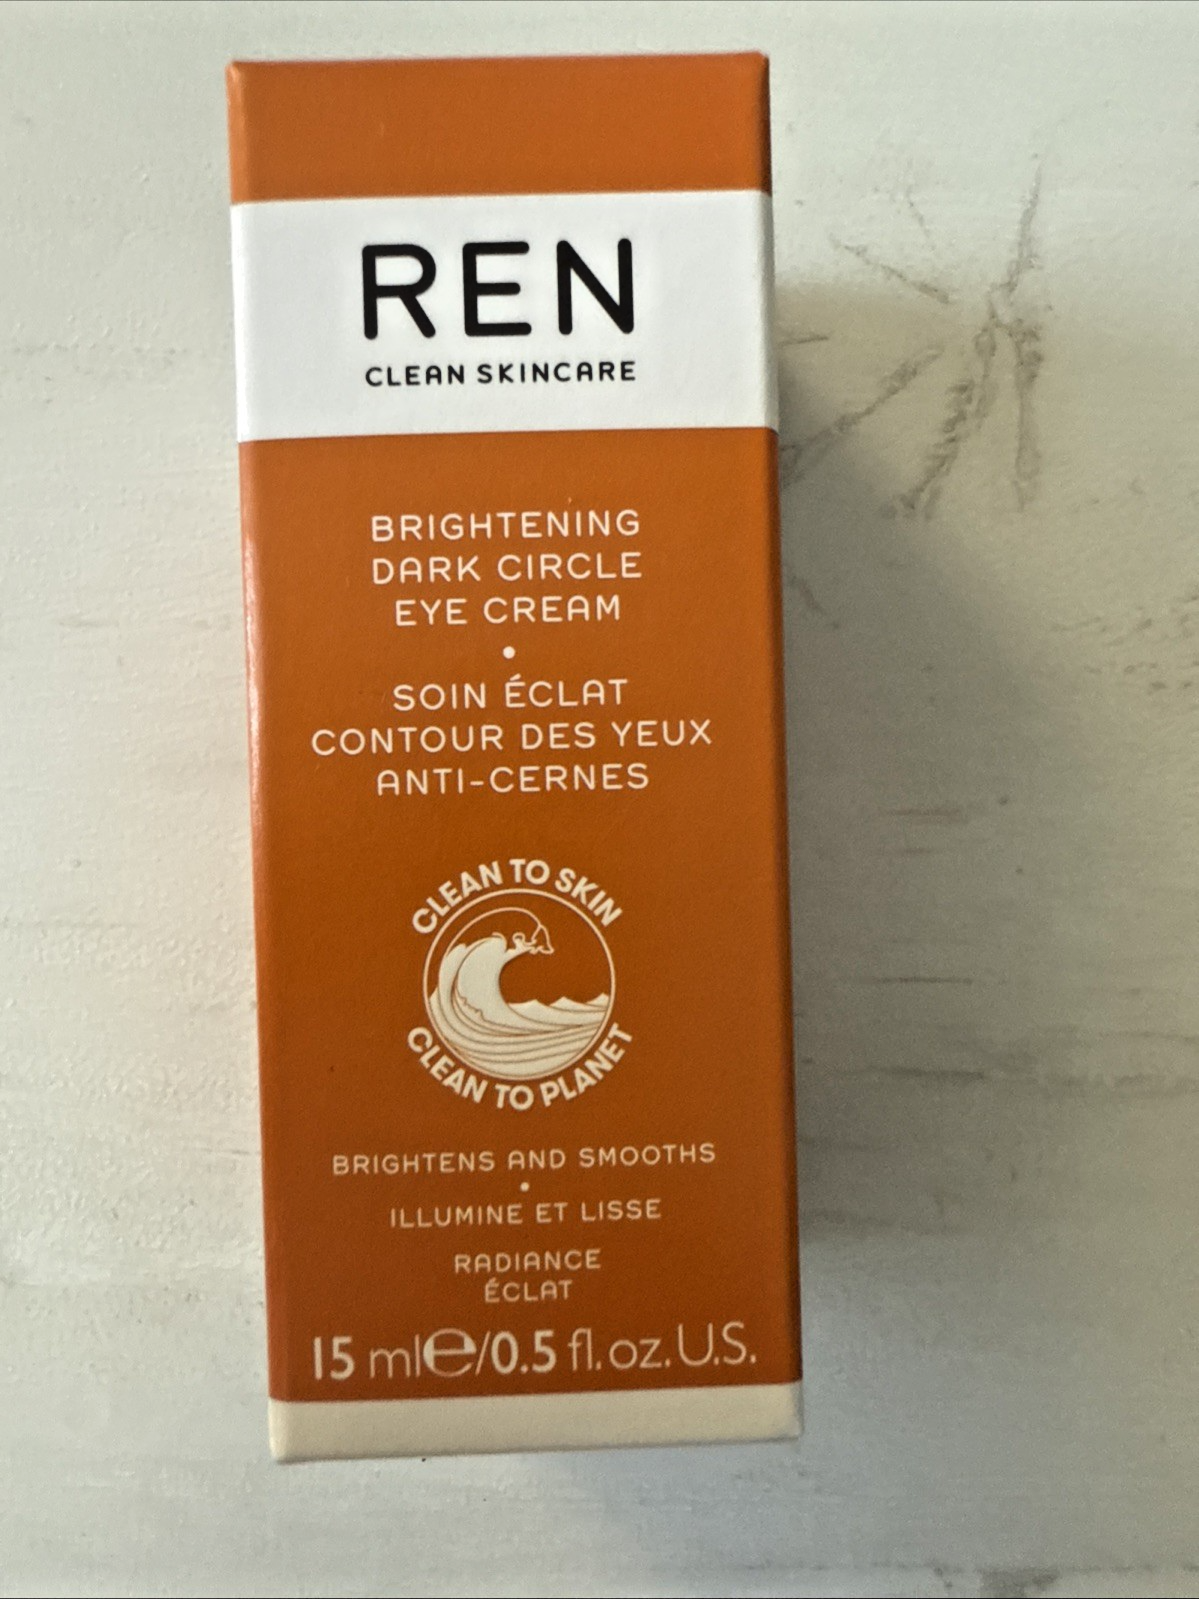 REN
CLEAN SKINCARE
BRIGHTENING
DARK CIRCLE
EYE CREAM
•
SOIN ÉCLAT
CONTOUR DES YEUX
ANTI-CERNES
CLEAN TO SKIN
CLEAN TO PLANET
BRIGHTENS AND SMOOTHS
•
ILLUMINE ET LISSE
RADIANCE
ÉCLAT
15 ml℮/0.5 fl. oz. U.S.